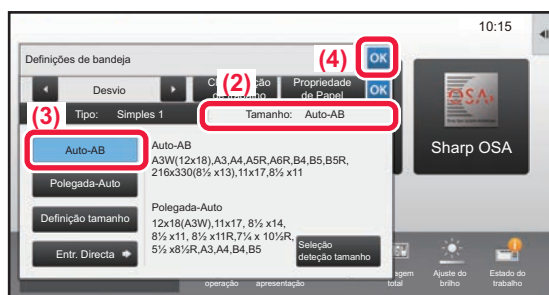 10:15
Definições de bandeja
(4)
OK
Desvio
(2)
Propriedade
de Papel
OK
(3)
Tipo: Simples 1
Tamanho: Auto-AB
Auto-AB
Auto-AB
A3W(12x18),A3,A4,A5R,A6R,B4,B5,B5R,
216x330(8½ x13),11x17,8½ x11
Polegada-Auto
Polegada-Auto
12x18(A3W),11x17, 8½ x14,
8½ x11, 8½ x11R,7¼ x 10½R,
5½ x8½R,A3,A4,B4,B5
Definição tamanho
Entr. Directa
Seleção
deteção tamanho
Sharp OSA
operação
apresentação
total
Ajuste do
brilho
Estado do
trabalho